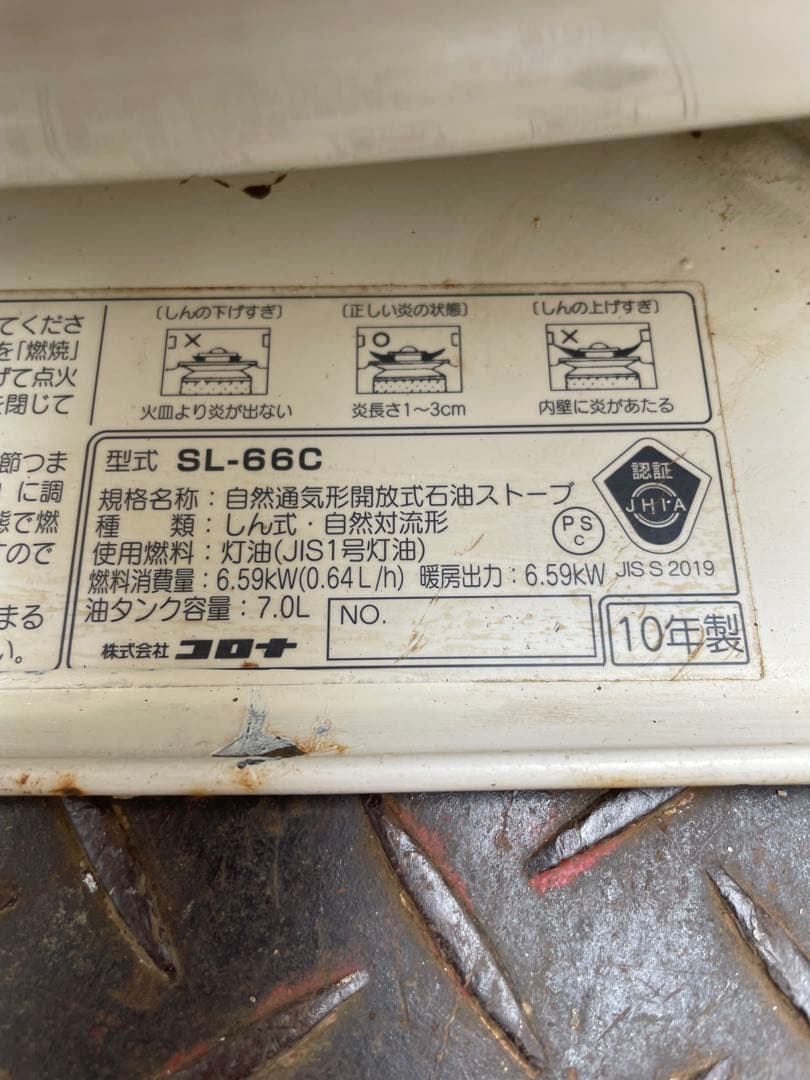 てくださ
を「燃焼」
げて点火
を閉じて
節つま
」に調
態で燃
すので
まる
い。
〔しんの下げすぎ〕
火皿より炎が出ない
〔正しい炎の状態〕
炎長さ1~3cm
〔しんの上げすぎ〕
内壁に炎があたる
型式 SL-66C
規格名称：自然通気形開放式石油ストーブ
種　　類：しん式・自然対流形
使用燃料：灯油(JIS1号灯油)
燃料消費量：6.59kW(0.64L/h) 暖房出力：6.59kW
油タンク容量：7.0L
株式会社 コロナ
NO.
10年製
PS
C
認証
JHIA
JIS S 2019